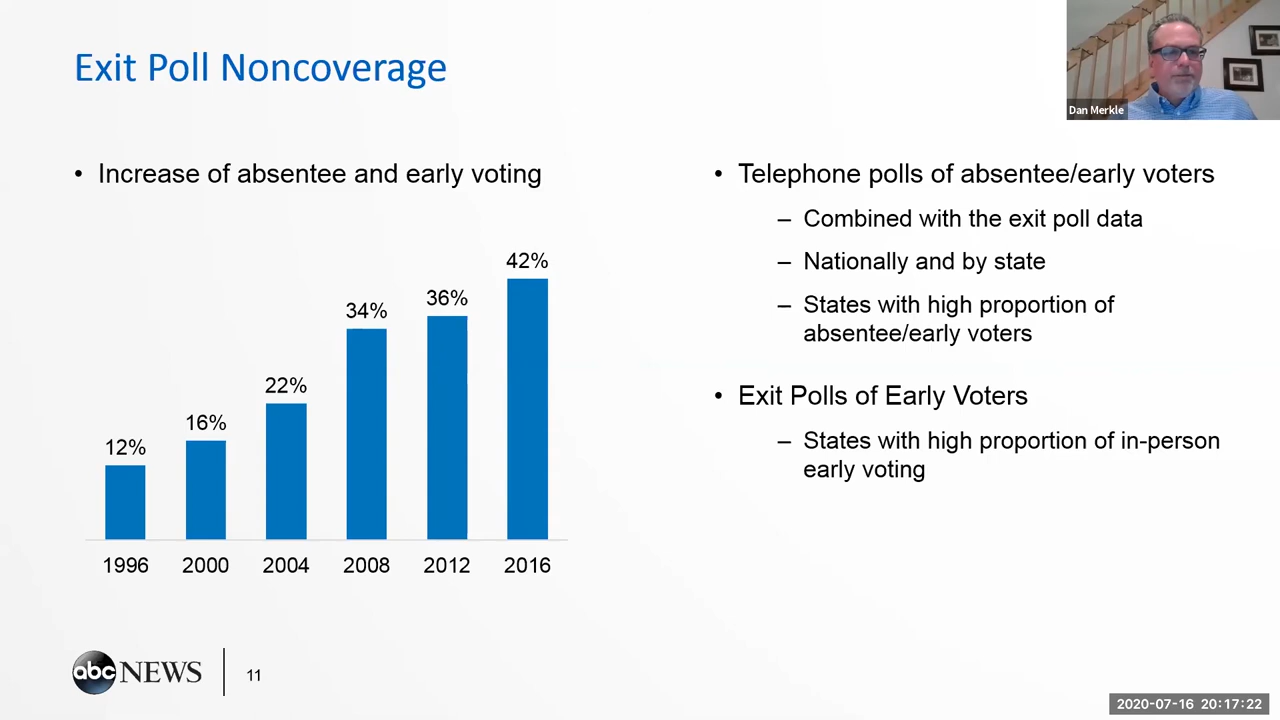 Exit Poll Noncoverage
Dan Merkle
• Increase of absentee and early voting
42%
36%
34%
22%
16%
12%
1996 2000 2004 2008 2012 2016
• Telephone polls of absentee/early voters
– Combined with the exit poll data
– Nationally and by state
– States with high proportion of
absentee/early voters
• Exit Polls of Early Voters
– States with high proportion of in-person
early voting
abc NEWS 11
2020-07-16 20:17:22